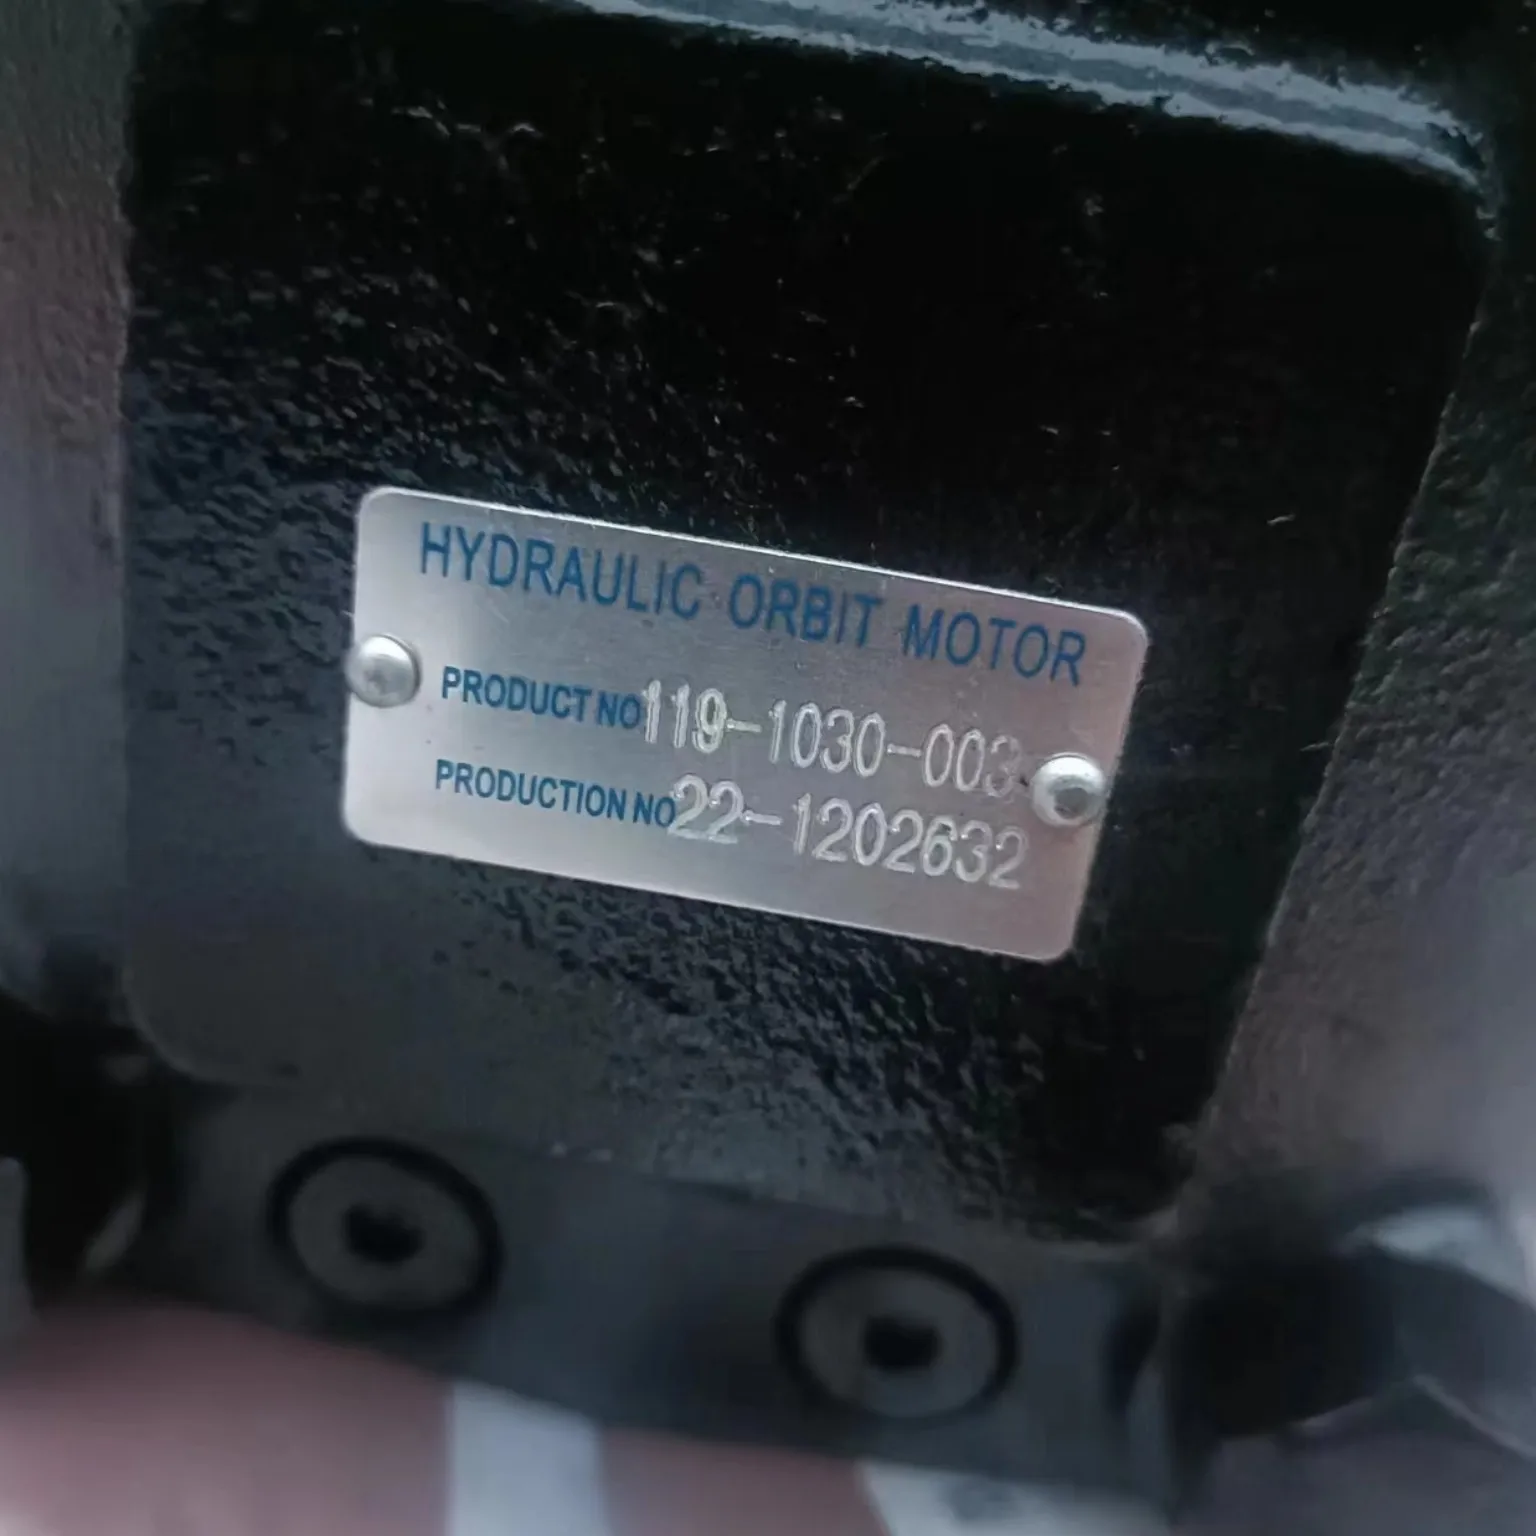 HYDRAULIC ORBIT MOTOR
PRODUCT NO 119-1030-003
PRODUCTION NO 22-1202632